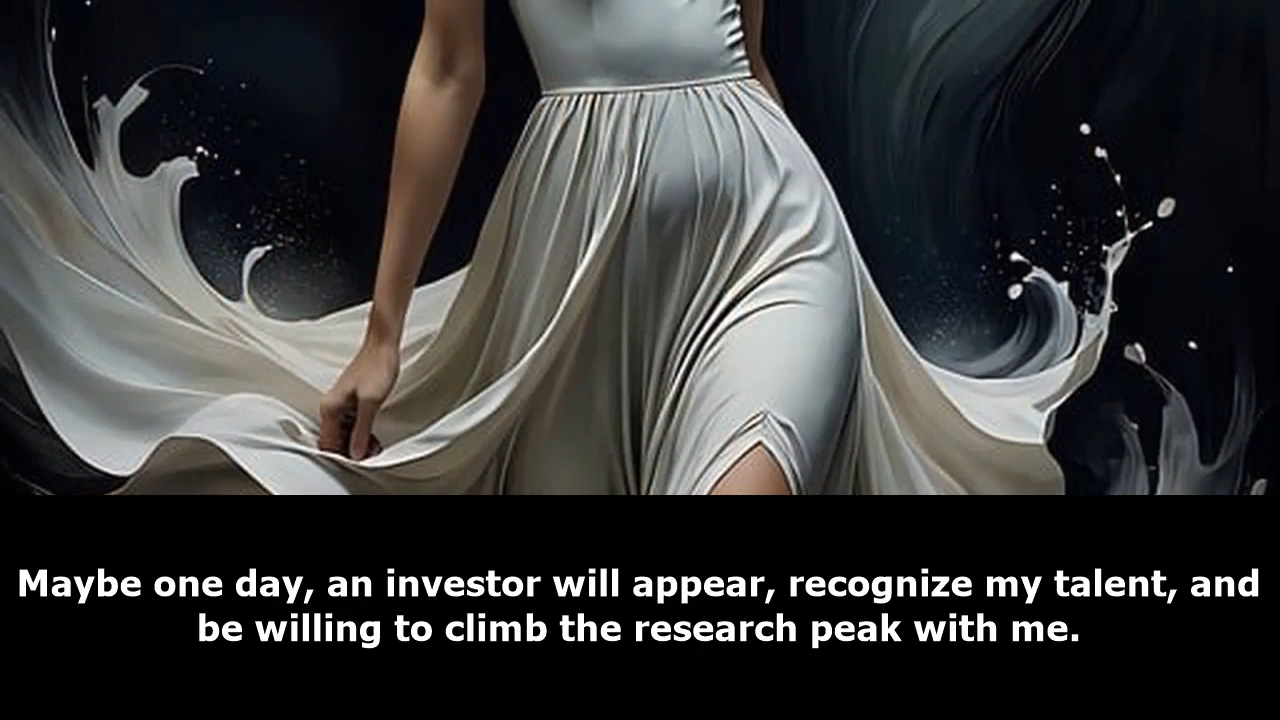 Maybe one day, an investor will appear, recognize my talent, and
be willing to climb the research peak with me.